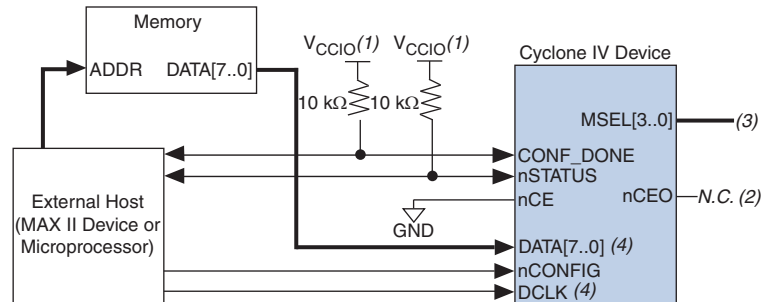 Memory
ADDR DATA[7..0]
VCCIO(1) VCCIO(1)
10 kΩ 10 kΩ
Cyclone IV Device
MSEL[3..0] (3)
CONF_DONE
nSTATUS
nCE
nCEO N.C. (2)
GND
External Host
(MAX II Device or
Microprocessor)
DATA[7..0] (4)
nCONFIG
DCLK (4)